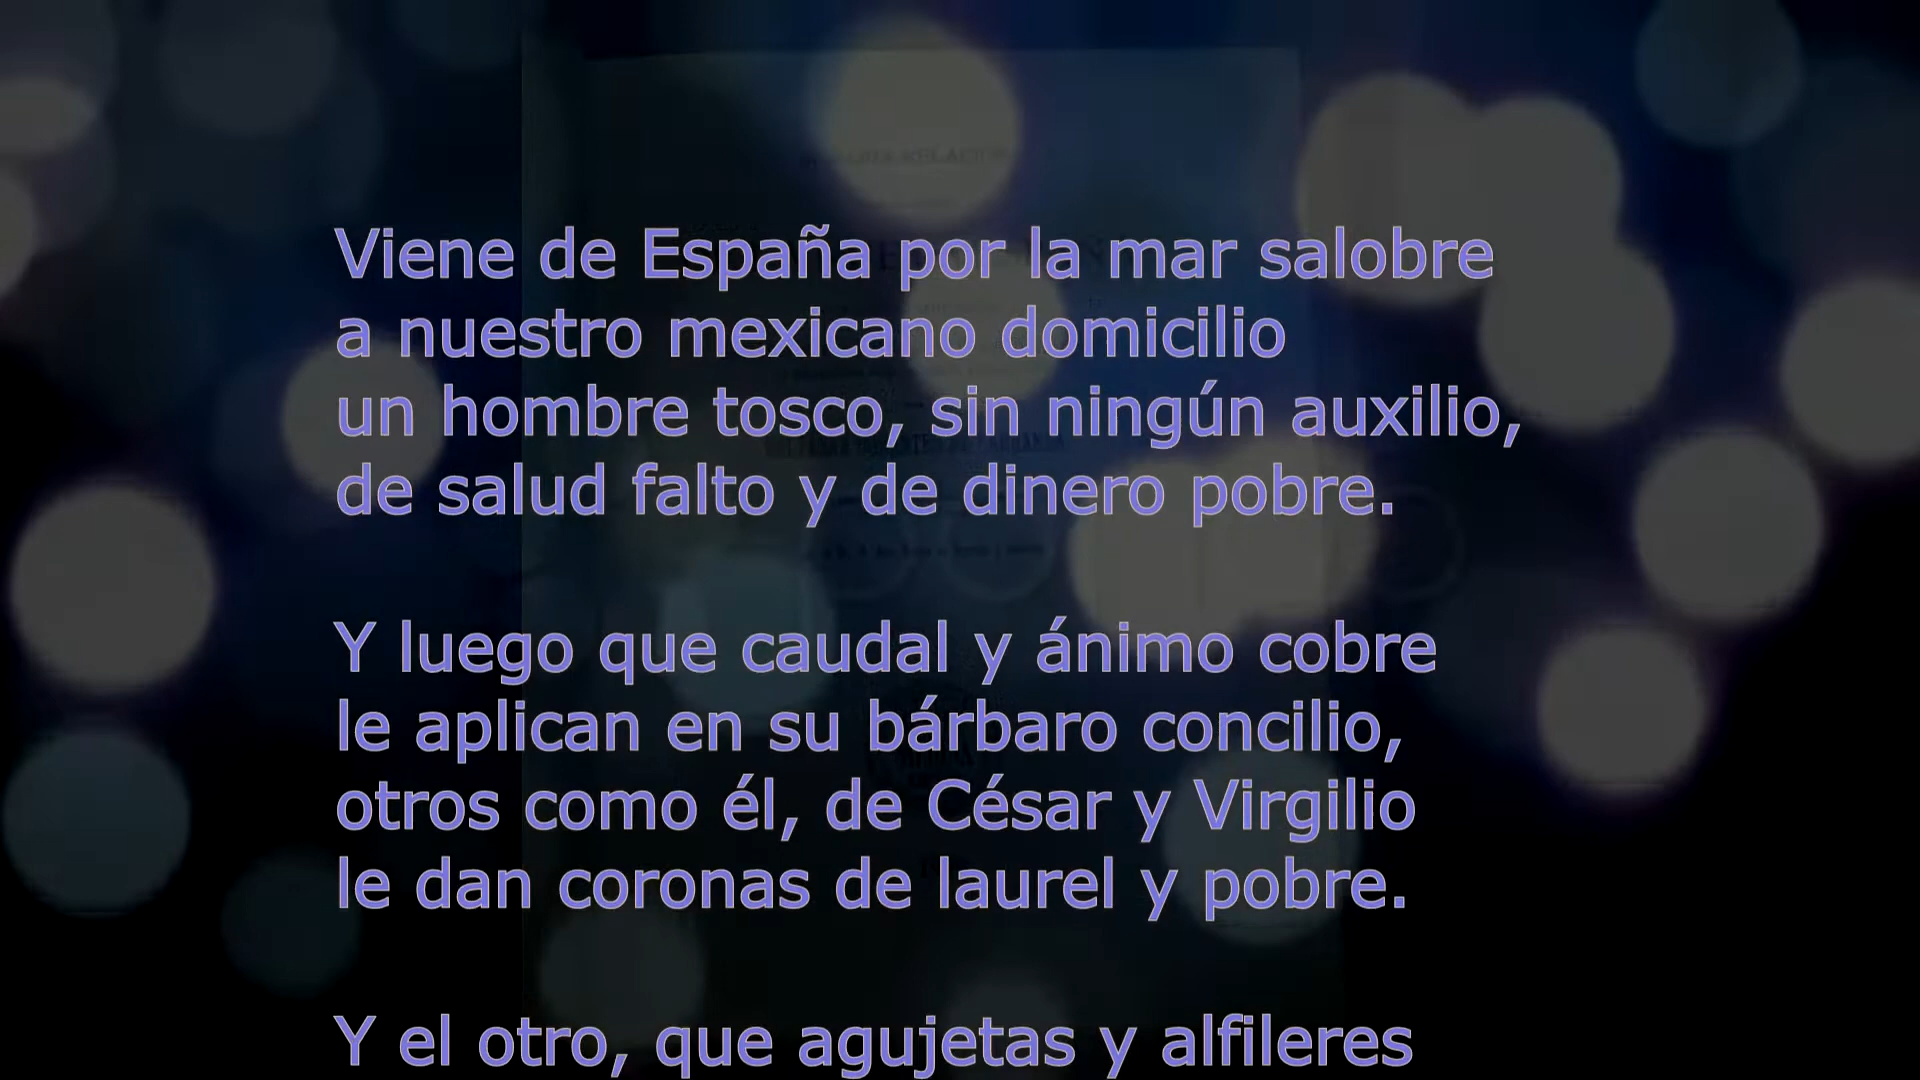 Viene de España por la mar salobre
a nuestro mexicano domicilio
un hombre tosco, sin ningún auxilio,
de salud falto y de dinero pobre.
Y luego que caudal y ánimo cobre
le aplican en su bárbaro concilio,
otros como él, de César y Virgilio
le dan coronas de laurel y pobre.
Y el otro, que agujetas y alfileres